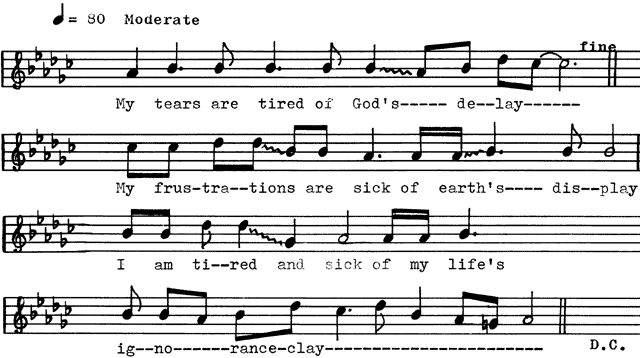 = 80 Moderate
fine
My tears are tired of God's----- de--lay------
My frus-tra--tions are sick of earth's---- dis-play
I am ti--red and sick of my life's
ig--no------rance-clay----------------------
D.C.